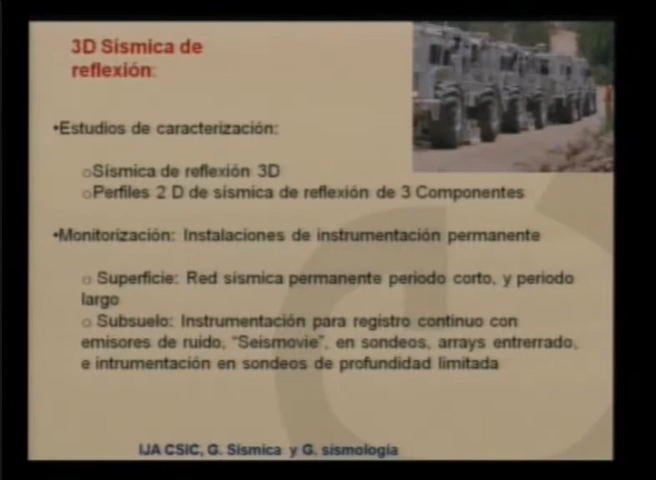 3D Sísmica de
reflexión:
•Estudios de caracterización:
oSísmica de reflexión 3D
oPerfiles 2 D de sísmica de reflexión de 3 Componentes
•Monitorización: Instalaciones de instrumentación permanente
o Superficie: Red sísmica permanente periodo corto, y periodo
largo
o Subsuelo: Instrumentación para registro continuo con
emisores de ruido, “Seismovie”, en sondeos, arrays entrerrado,
e intrumentación en sondeos de profundidad limitada
IJA CSIC, G. Sísmica y G. sismología